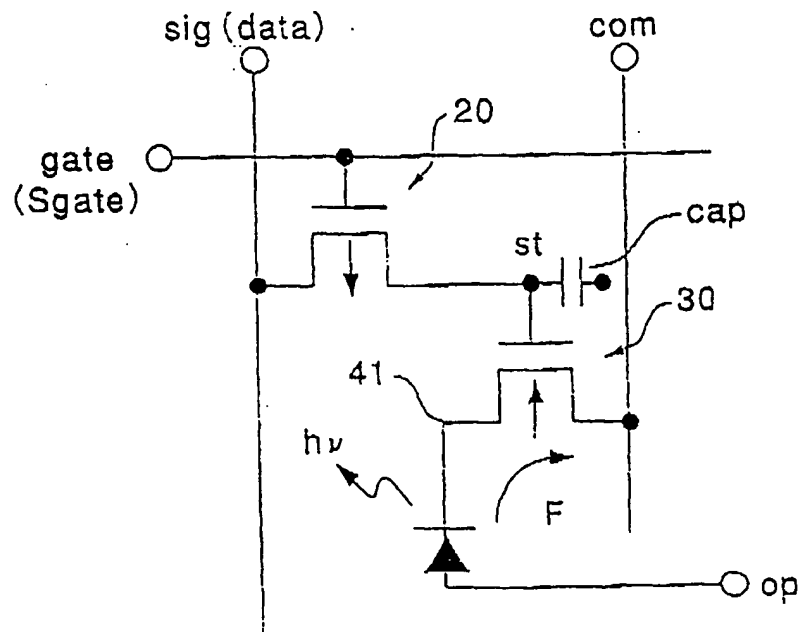 sig (data)
com
20
gate
(Sgate)
cap
st
30
41
hν
F
op